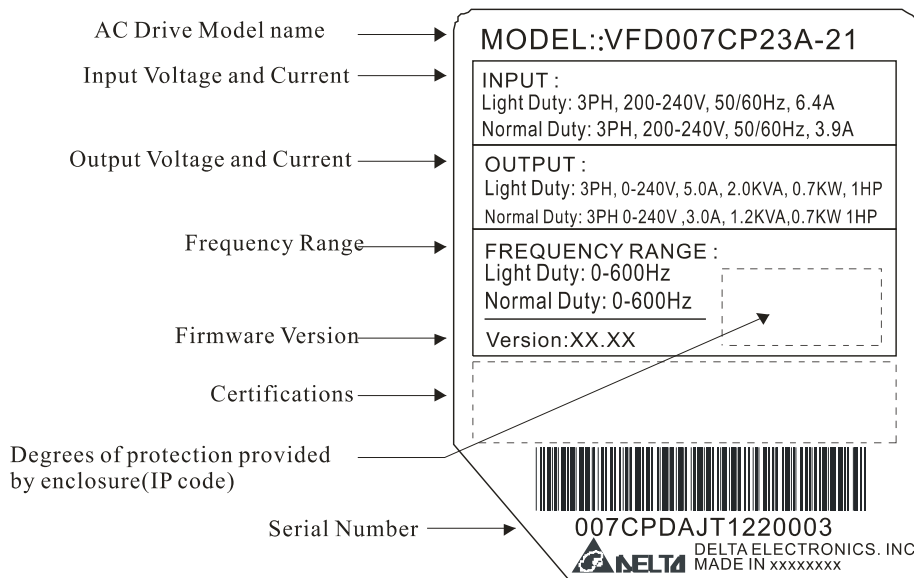 AC Drive Model name
MODEL::VFD007CP23A-21
Input Voltage and Current
INPUT :
Light Duty: 3PH, 200-240V, 50/60Hz, 6.4A
Normal Duty: 3PH, 200-240V, 50/60Hz, 3.9A
Output Voltage and Current
OUTPUT :
Light Duty: 3PH, 0-240V, 5.0A, 2.0KVA, 0.7KW, 1HP
Normal Duty: 3PH 0-240V ,3.0A, 1.2KVA,0.7KW 1HP
Frequency Range
FREQUENCY RANGE :
Light Duty: 0-600Hz
Normal Duty: 0-600Hz
Firmware Version
Version:XX.XX
Certifications
Degrees of protection provided
by enclosure(IP code)
Serial Number
007CPDAJT1220003
DELTA
DELTA ELECTRONICS. INC
MADE IN xxxxxxxx